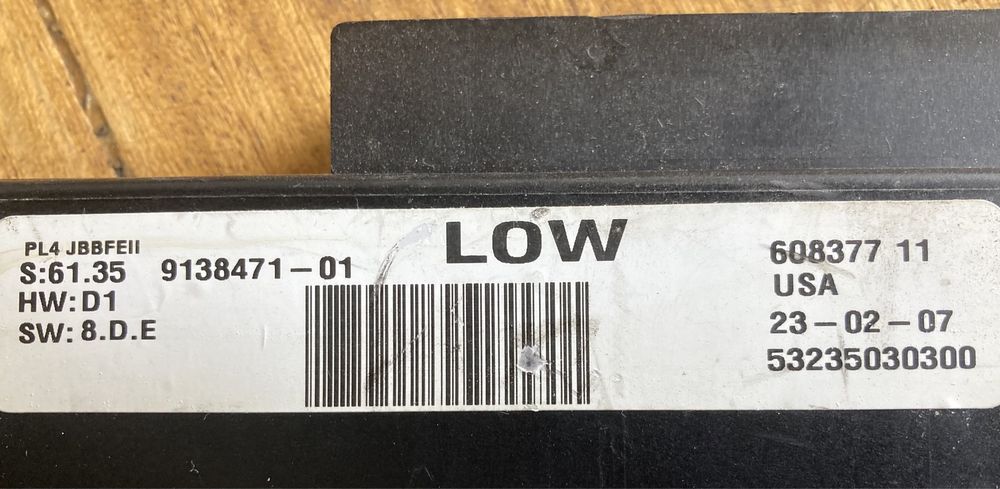 PL4 JBBFEII
S:61.35 9138471-01
HW:D1
SW:8.D.E
LOW
608377 11
USA
23-02-07
53235030300